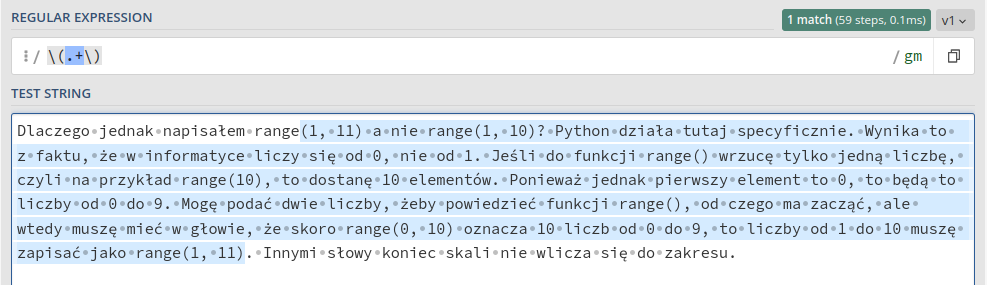 REGULAR EXPRESSION
1 match (59 steps, 0.1ms)
v1
/ \(.+\)
/ gm
TEST STRING
Dlaczego jednak napisałem range(1, 11) a nie range(1, 10)? Python działa tutaj specyficznie. Wynika to
z faktu, że w informatyce liczy się od 0, nie od 1. Jeśli do funkcji range() wrzucę tylko jedną liczbę,
czyli na przykład range(10), to dostanę 10 elementów. Ponieważ jednak pierwszy element to 0, to będą to
liczby od 0 do 9. Mogę podać dwie liczby, żeby powiedzieć funkcji range(), od czego ma zacząć, ale
wtedy muszę mieć w głowie, że skoro range(0, 10) oznacza 10 liczb od 0 do 9, to liczby od 1 do 10 muszę
zapisać jako range(1, 11). Innymi słowy koniec skali nie wlicza się do zakresu.